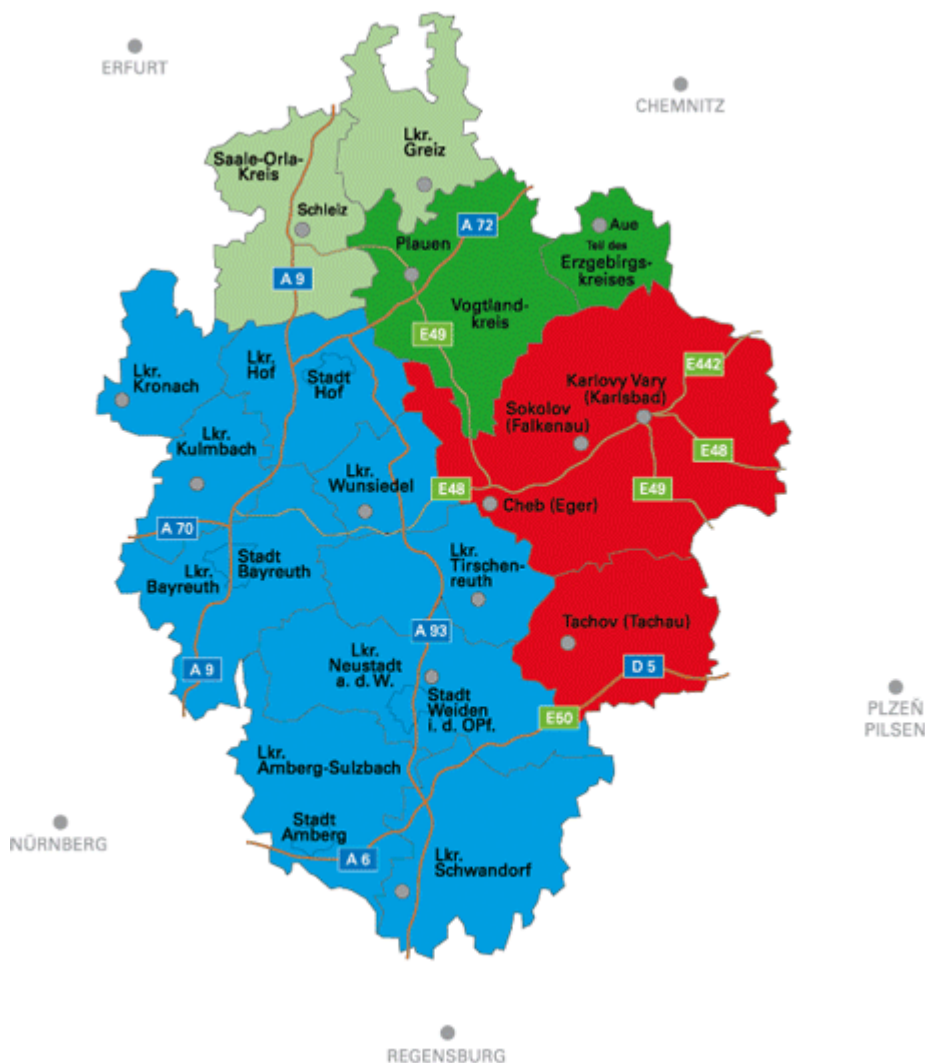 ERFURT
CHEMNITZ
Lkr.
Greiz
Saale-Orla-
Kreis
Schleiz
A 72
Aue
Plauen
Teil des
Erzgebirgs-
kreises
A 9
Vogtland-
kreis
E49
Lkr.
Hof
Lkr.
Kronach
Stadt
Hof
E442
Karlovy Vary
(Karlsbad)
Sokolov
(Falkenau)
Lkr.
Kulmbach
E48
Lkr.
Wunsiedel
E48
E49
Cheb (Eger)
A 70
Stadt
Bayreuth
Lkr.
Bayreuth
Lkr.
Tirschen-
reuth
Tachov (Tachau)
A 93
Lkr.
Neustadt
a. d. W.
A 9
D 5
Stadt
Weiden
i. d. OPf.
E50
PLZEŇ
PILSEN
Lkr.
Amberg-Sulzbach
Stadt
Amberg
NÜRNBERG
A 6
Lkr.
Schwandorf
REGENSBURG